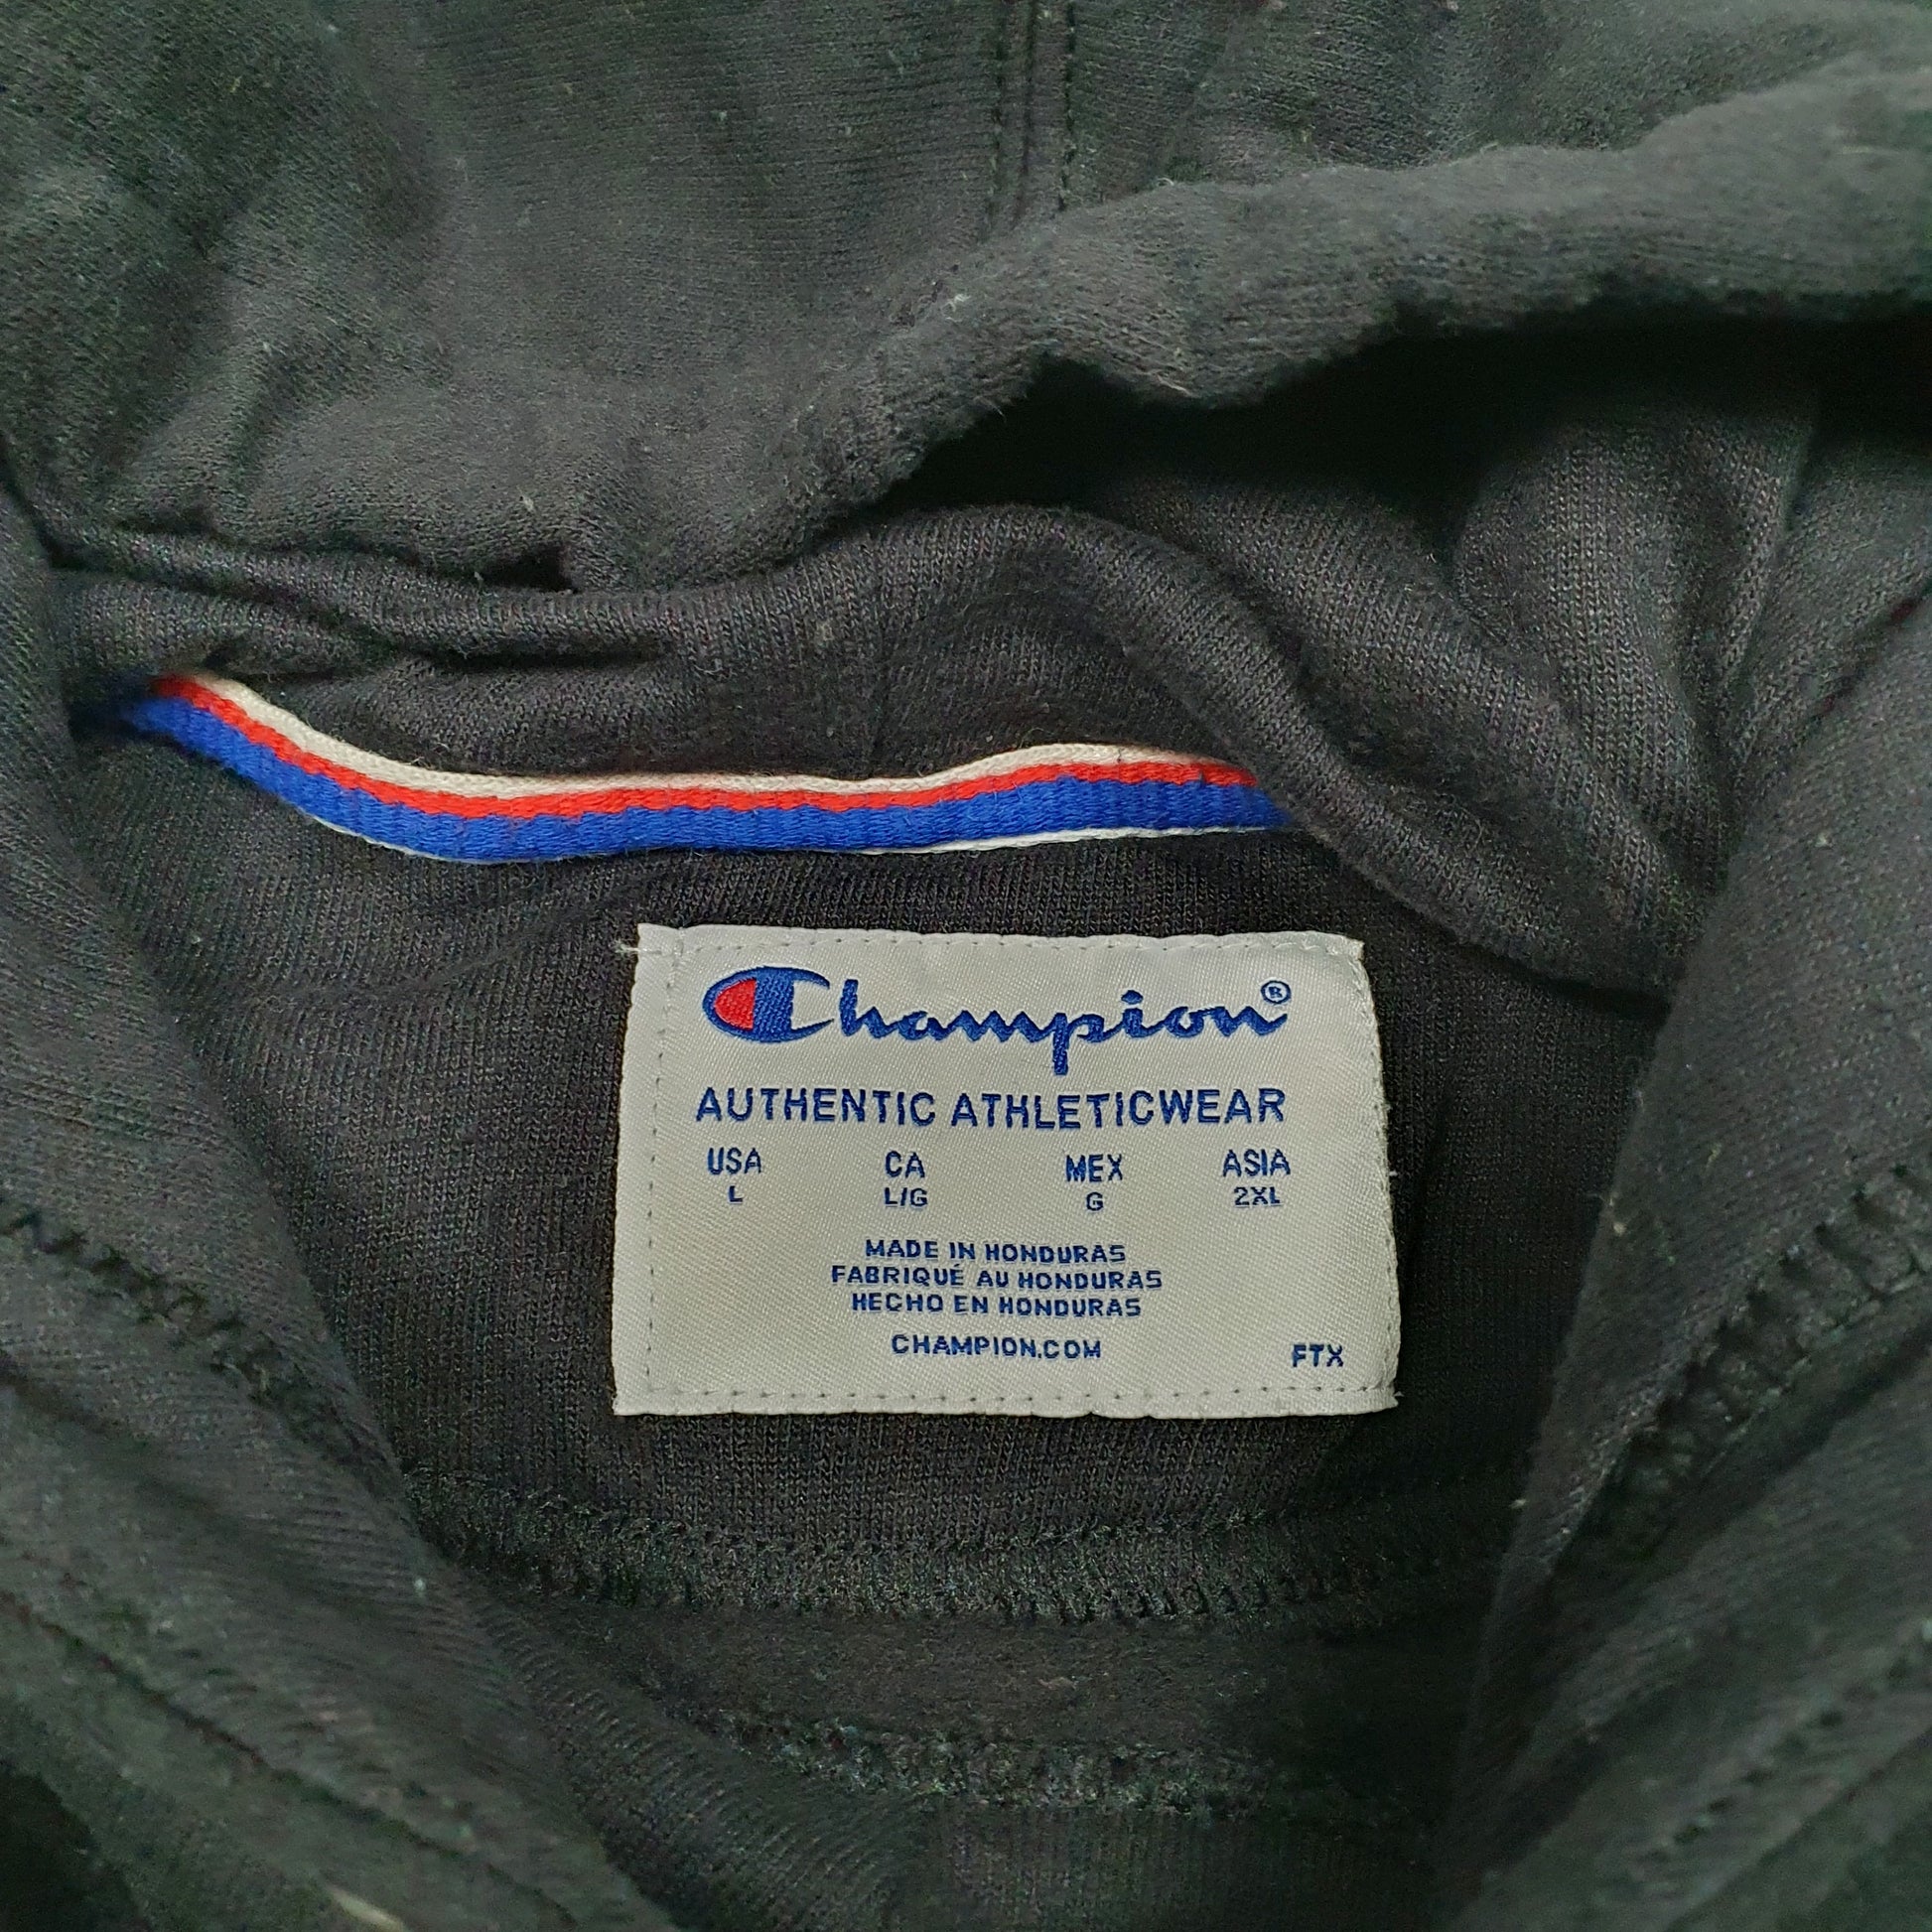 Champion®
AUTHENTIC ATHLETICWEAR
USA CA MEX ASIA
L L/G G 2XL
MADE IN HONDURAS
FABRIQUÉ AU HONDURAS
HECHO EN HONDURAS
CHAMPION.COM
FTX